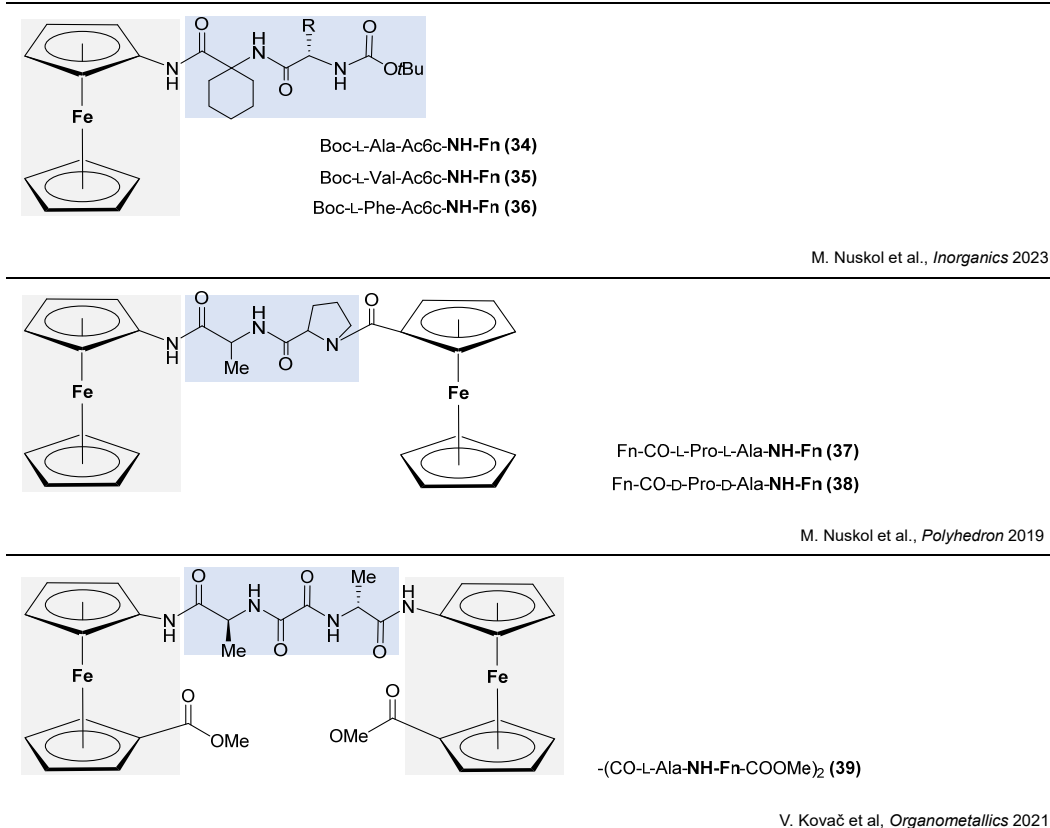 R
O
H
N
O
N
H
O
N
H
OtBu
Fe
Boc-L-Ala-Ac6c-NH-Fn (34)
Boc-L-Val-Ac6c-NH-Fn (35)
Boc-L-Phe-Ac6c-NH-Fn (36)
M. Nuskol et al., Inorganics 2023
O
H
N
O
N
H
Me
O
N
Fe
Fe
Fn-CO-L-Pro-L-Ala-NH-Fn (37)
Fn-CO-D-Pro-D-Ala-NH-Fn (38)
M. Nuskol et al., Polyhedron 2019
O
H
N
O
Me
H
N
N
H
Me
O
N
H
O
Fe
Fe
O
OMe
O
OMe
-(CO-L-Ala-NH-Fn-COOMe)2 (39)
V. Kovač et al, Organometallics 2021